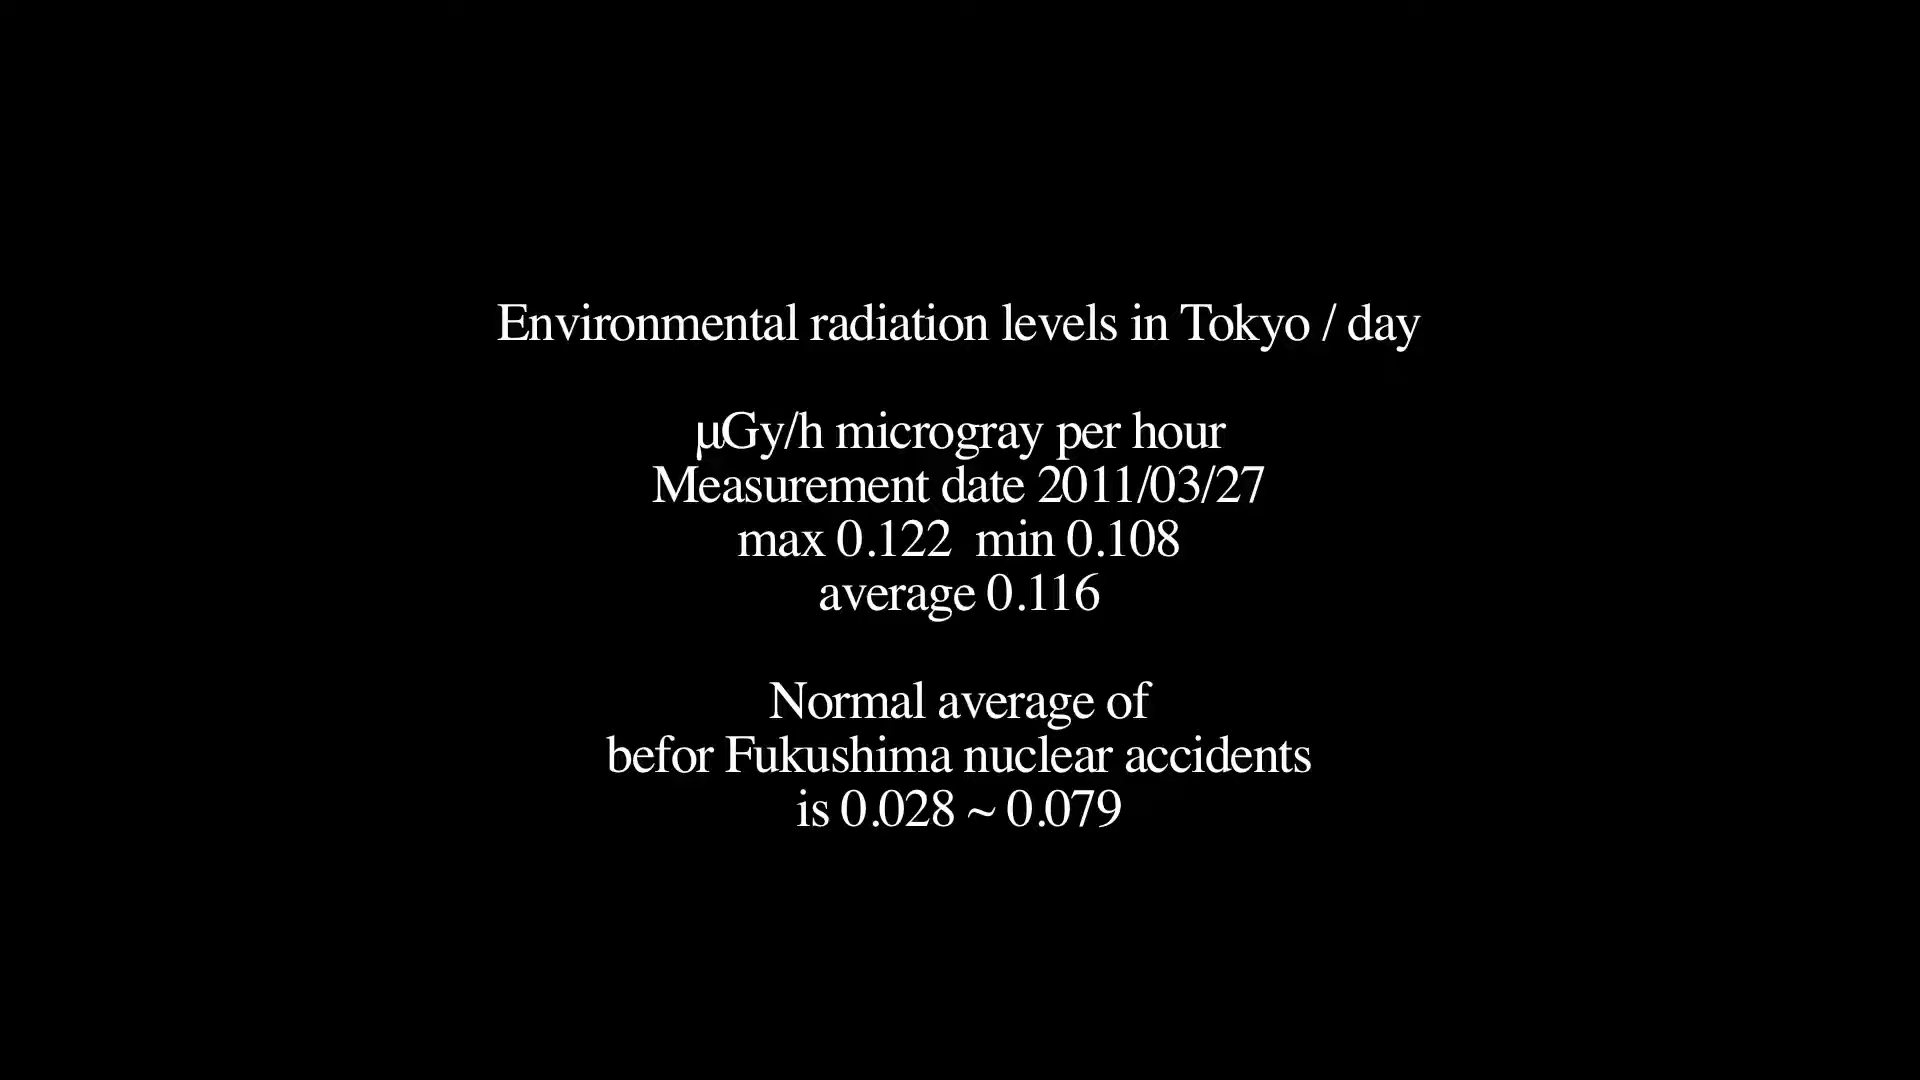 Environmental radiation levels in Tokyo / day
µGy/h microgray per hour
Measurement date 2011/03/27
max 0.122  min 0.108
average 0.116
Normal average of
befor Fukushima nuclear accidents
is 0.028 ~ 0.079